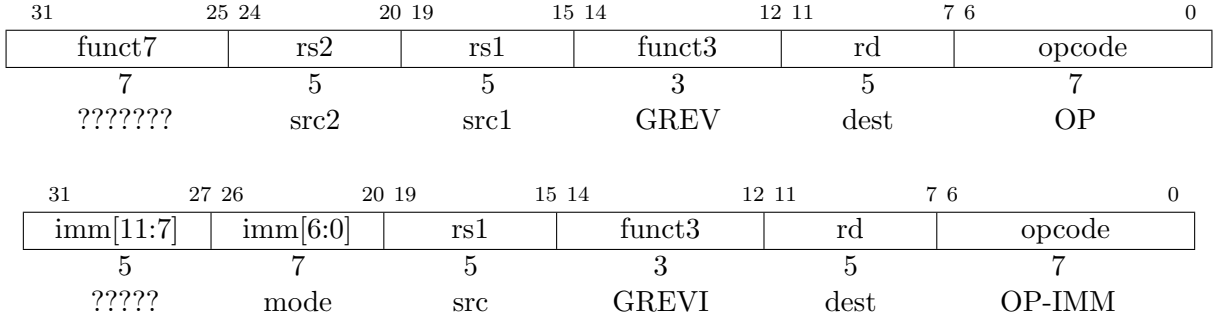 31 25 24 20 19 15 14 12 11 7 6 0
funct7 rs2 rs1 funct3 rd opcode
7 5 5 3 5 7
??????? src2 src1 GREV dest OP
31 27 26 20 19 15 14 12 11 7 6 0
imm[11:7] imm[6:0] rs1 funct3 rd opcode
5 7 5 3 5 7
????? mode src GREVI dest OP-IMM